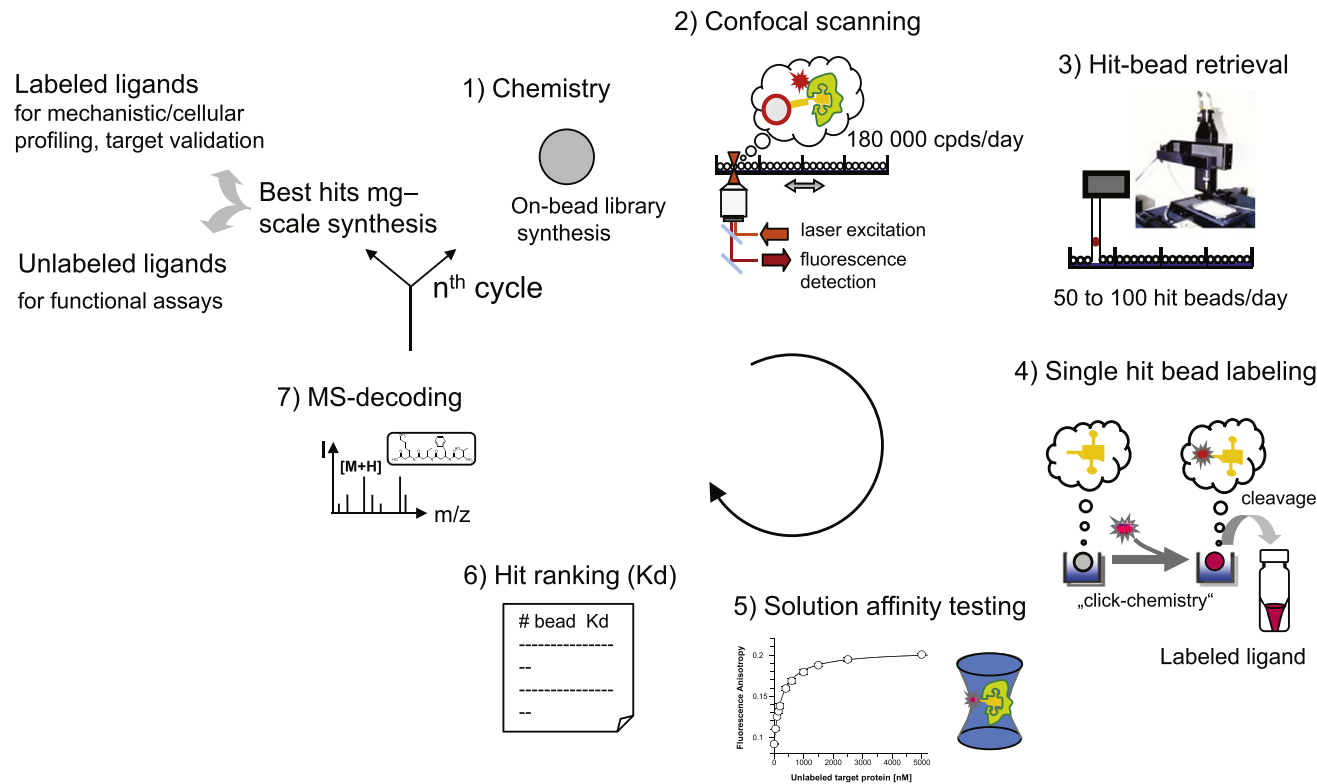 2) Confocal scanning
180 000 cpds/day
laser excitation
fluorescence
detection
3) Hit-bead retrieval
50 to 100 hit beads/day
Labeled ligands
for mechanistic/cellular
profiling, target validation
1) Chemistry
On-bead library
synthesis
Best hits mg–
scale synthesis
Unlabeled ligands
for functional assays
nth cycle
4) Single hit bead labeling
cleavage
„click-chemistry“
Labeled ligand
7) MS-decoding
I
[M+H]
m/z
6) Hit ranking (Kd)
# bead Kd
5) Solution affinity testing
Fluorescence Anisotropy
0.2
0.15
0.1
0 1000 2000 3000 4000 5000
Unlabeled target protein [nM]